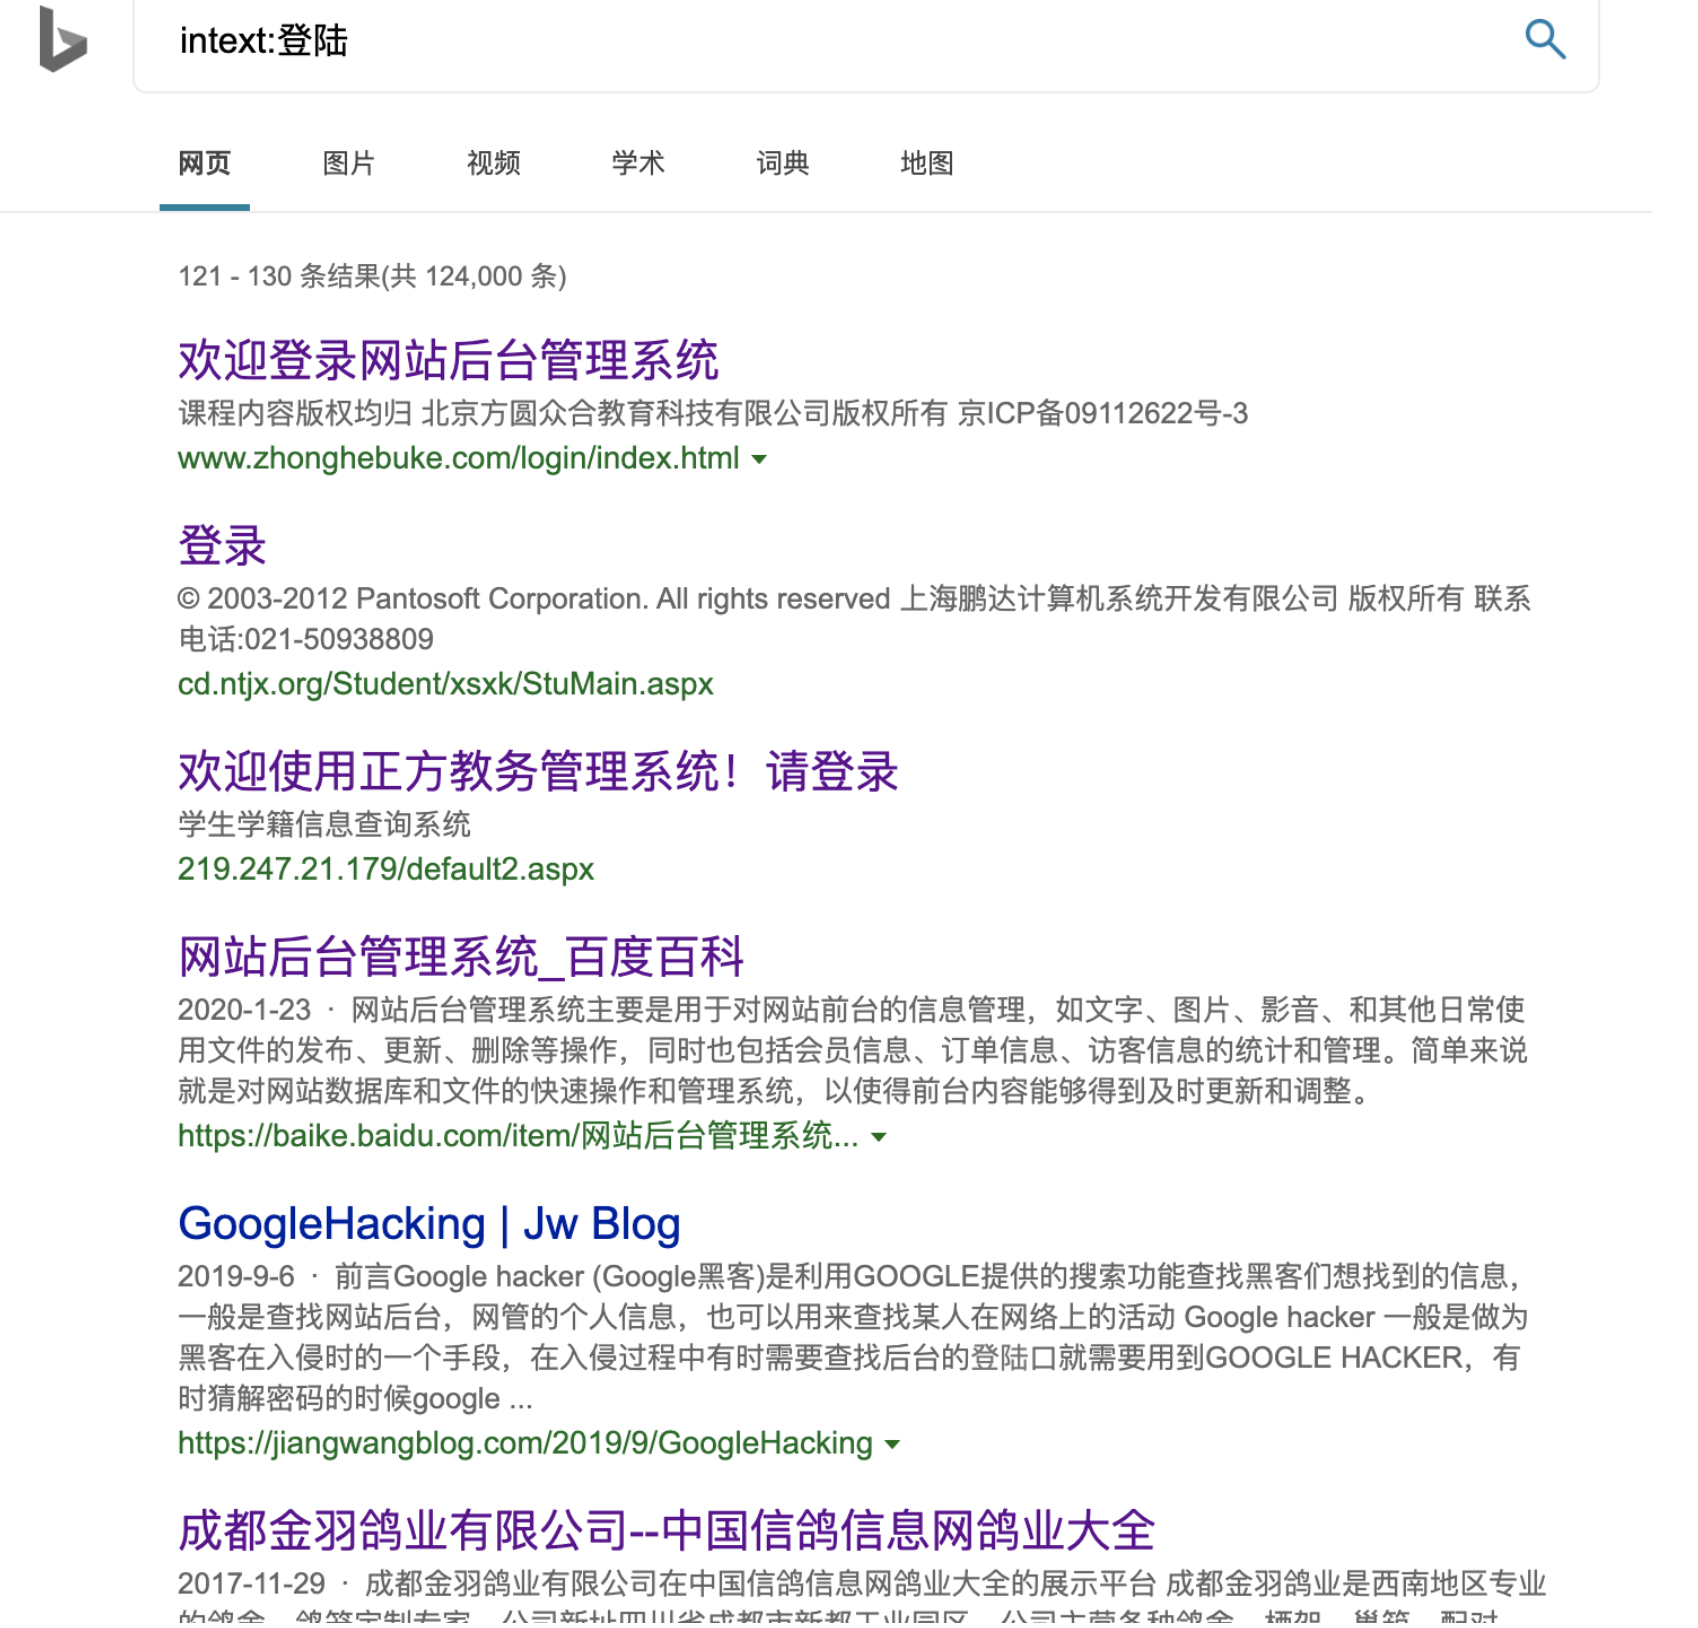 intext:登陆
网页 图片 视频 学术 词典 地图
121 - 130 条结果(共 124,000 条)
欢迎登录网站后台管理系统
课程内容版权均归 北京方圆众合教育科技有限公司版权所有 京ICP备09112622号-3
www.zhonghebuke.com/login/index.html
登录
© 2003-2012 Pantosoft Corporation. All rights reserved 上海鹏达计算机系统开发有限公司 版权所有 联系
电话:021-50938809
cd.ntjx.org/Student/xsxk/StuMain.aspx
欢迎使用正方教务管理系统！请登录
学生学籍信息查询系统
219.247.21.179/default2.aspx
网站后台管理系统_百度百科
2020-1-23 · 网站后台管理系统主要是用于对网站前台的信息管理，如文字、图片、影音、和其他日常使
用文件的发布、更新、删除等操作，同时也包括会员信息、订单信息、访客信息的统计和管理。简单来说
就是对网站数据库和文件的快速操作和管理系统，以使得前台内容能够得到及时更新和调整。
https://baike.baidu.com/item/网站后台管理系统...
GoogleHacking | Jw Blog
2019-9-6 · 前言Google hacker (Google黑客)是利用GOOGLE提供的搜索功能查找黑客们想找到的信息，
一般是查找网站后台，网管的个人信息，也可以用来查找某人在网络上的活动 Google hacker 一般是做为
黑客在入侵时的一个手段，在入侵过程中有时需要查找后台的登陆口就需要用到GOOGLE HACKER，有
时猜解密码的时候google ...
https://jiangwangblog.com/2019/9/GoogleHacking
成都金羽鸽业有限公司--中国信鸽信息网鸽业大全
2017-11-29 · 成都金羽鸽业有限公司在中国信鸽信息网鸽业大全的展示平台 成都金羽鸽业是西南地区专业